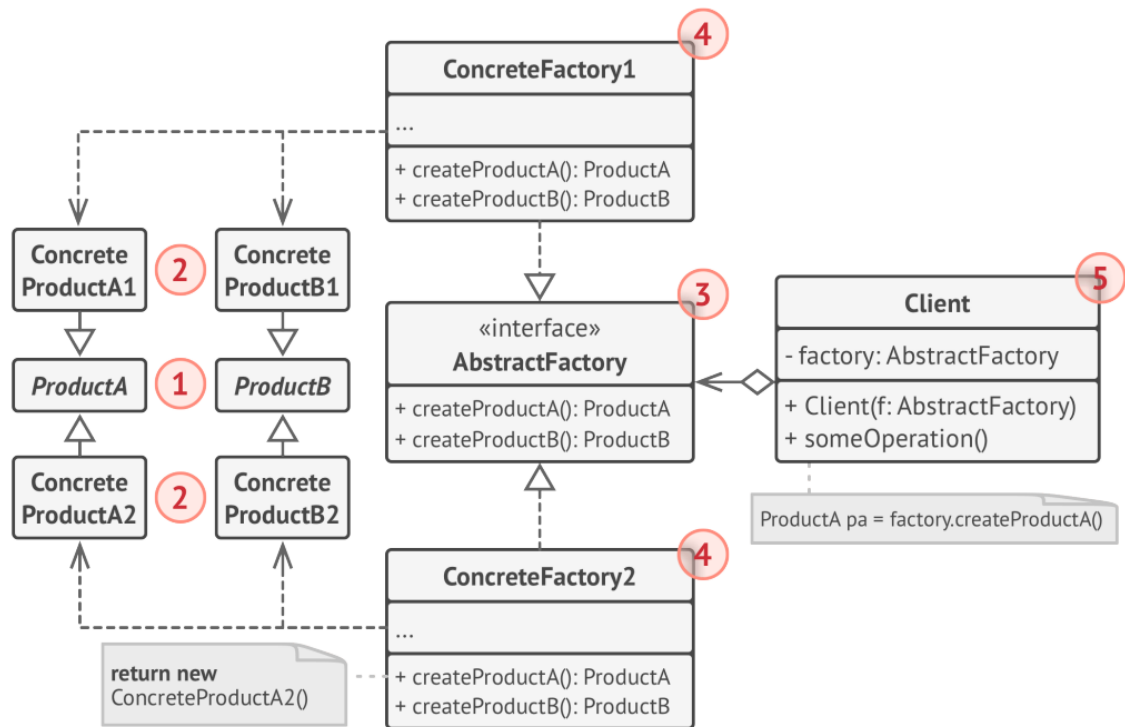 4
ConcreteFactory1
...
+ createProductA(): ProductA
+ createProductB(): ProductB
Concrete
ProductA1
2
Concrete
ProductB1
3
«interface»
AbstractFactory
+ createProductA(): ProductA
+ createProductB(): ProductB
5
Client
- factory: AbstractFactory
+ Client(f: AbstractFactory)
+ someOperation()
ProductA
1
ProductB
Concrete
ProductA2
2
Concrete
ProductB2
ProductA pa = factory.createProductA()
4
ConcreteFactory2
...
+ createProductA(): ProductA
+ createProductB(): ProductB
return new
ConcreteProductA2()